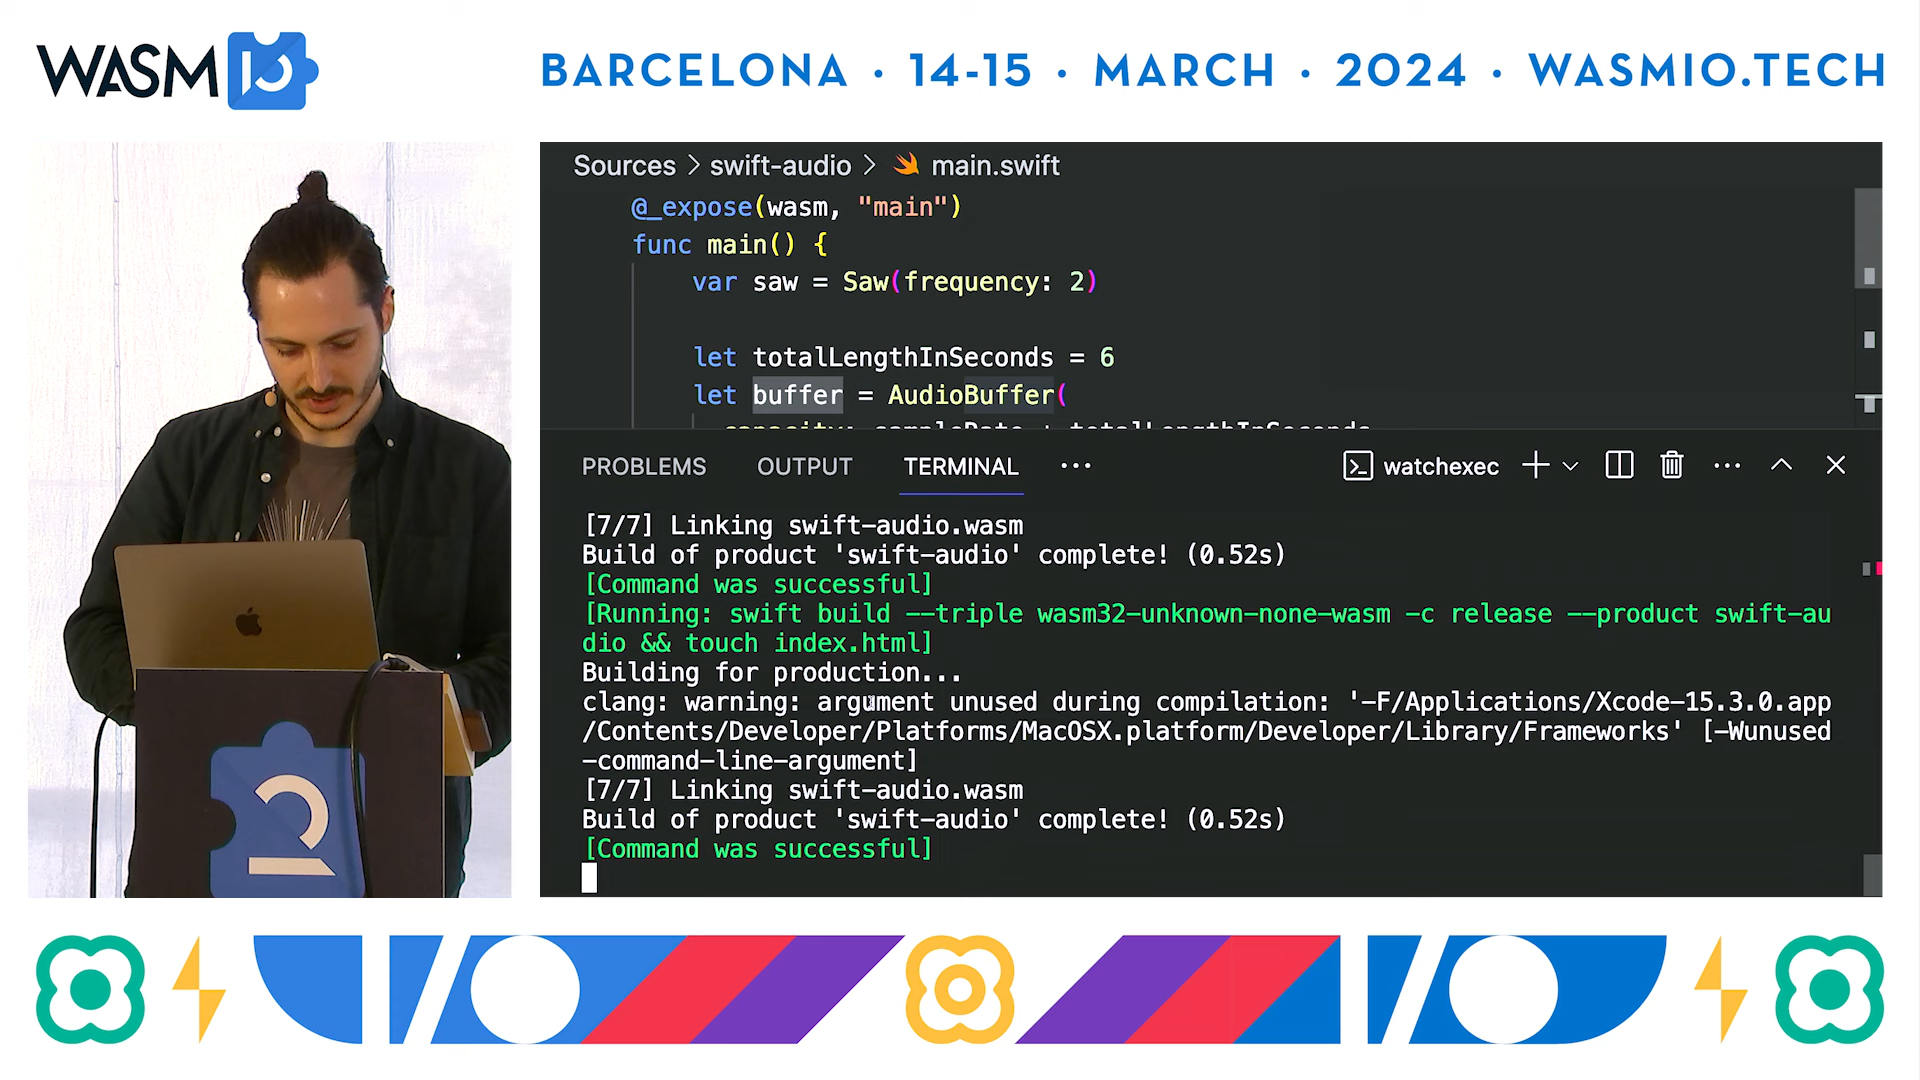 WASM IO
BARCELONA · 14-15 · MARCH · 2024 · WASMIO.TECH
Sources > swift-audio > main.swift
@_expose(wasm, "main")
func main() {
var saw = Saw(frequency: 2)
let totalLengthInSeconds = 6
let buffer = AudioBuffer(
PROBLEMS OUTPUT TERMINAL ··· watchexec
[7/7] Linking swift-audio.wasm
Build of product 'swift-audio' complete! (0.52s)
[Command was successful]
[Running: swift build --triple wasm32-unknown-none-wasm -c release --product swift-au
dio && touch index.html]
Building for production...
clang: warning: argument unused during compilation: '-F/Applications/Xcode-15.3.0.app
/Contents/Developer/Platforms/MacOSX.platform/Developer/Library/Frameworks' [-Wunused
-command-line-argument]
[7/7] Linking swift-audio.wasm
Build of product 'swift-audio' complete! (0.52s)
[Command was successful]